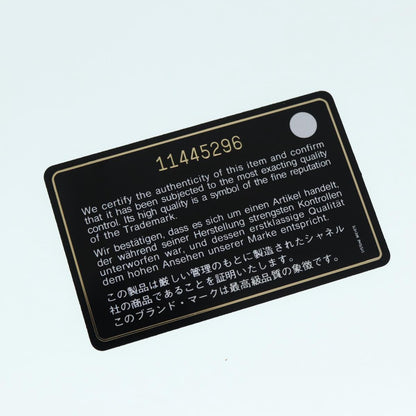 11445296
We certify the authenticity of this item and confirm
that it has been subjected to the most exacting quality
control. Its high quality is a symbol of the fine reputation
of the Trademark.
Wir bestätigen, dass es sich um einen Artikel handelt,
der während seiner Herstellung strengsten Kontrollen
unterworfen war, und dessen erstklassige Qualität
dem hohen Ansehen unserer Marke entspricht.
この製品は厳しい管理のもとに製造されたシャネル
社の商品であることを証明いたします。
このブランド・マークは最高級品質の象徴です。